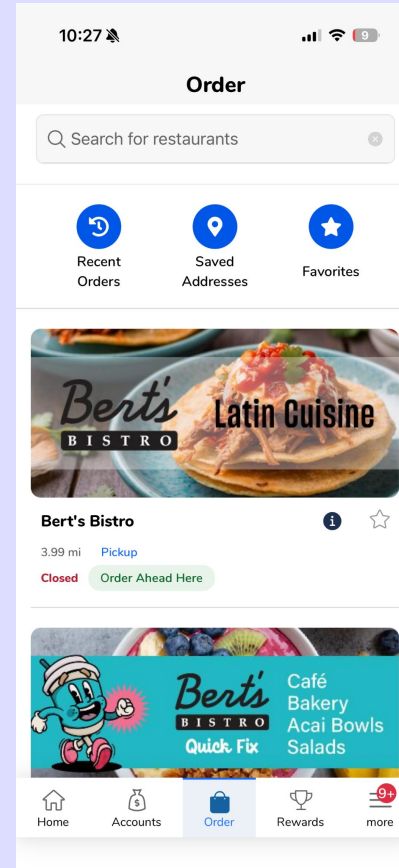 10:27
9
Order
Search for restaurants
Recent
Orders
Saved
Addresses
Favorites
Bert's
BISTRO
Latin Cuisine
Bert's Bistro
3.99 mi Pickup
Closed Order Ahead Here
Bert's
BISTRO
Quick Fix
Café
Bakery
Acai Bowls
Salads
9+
Home Accounts Order Rewards more